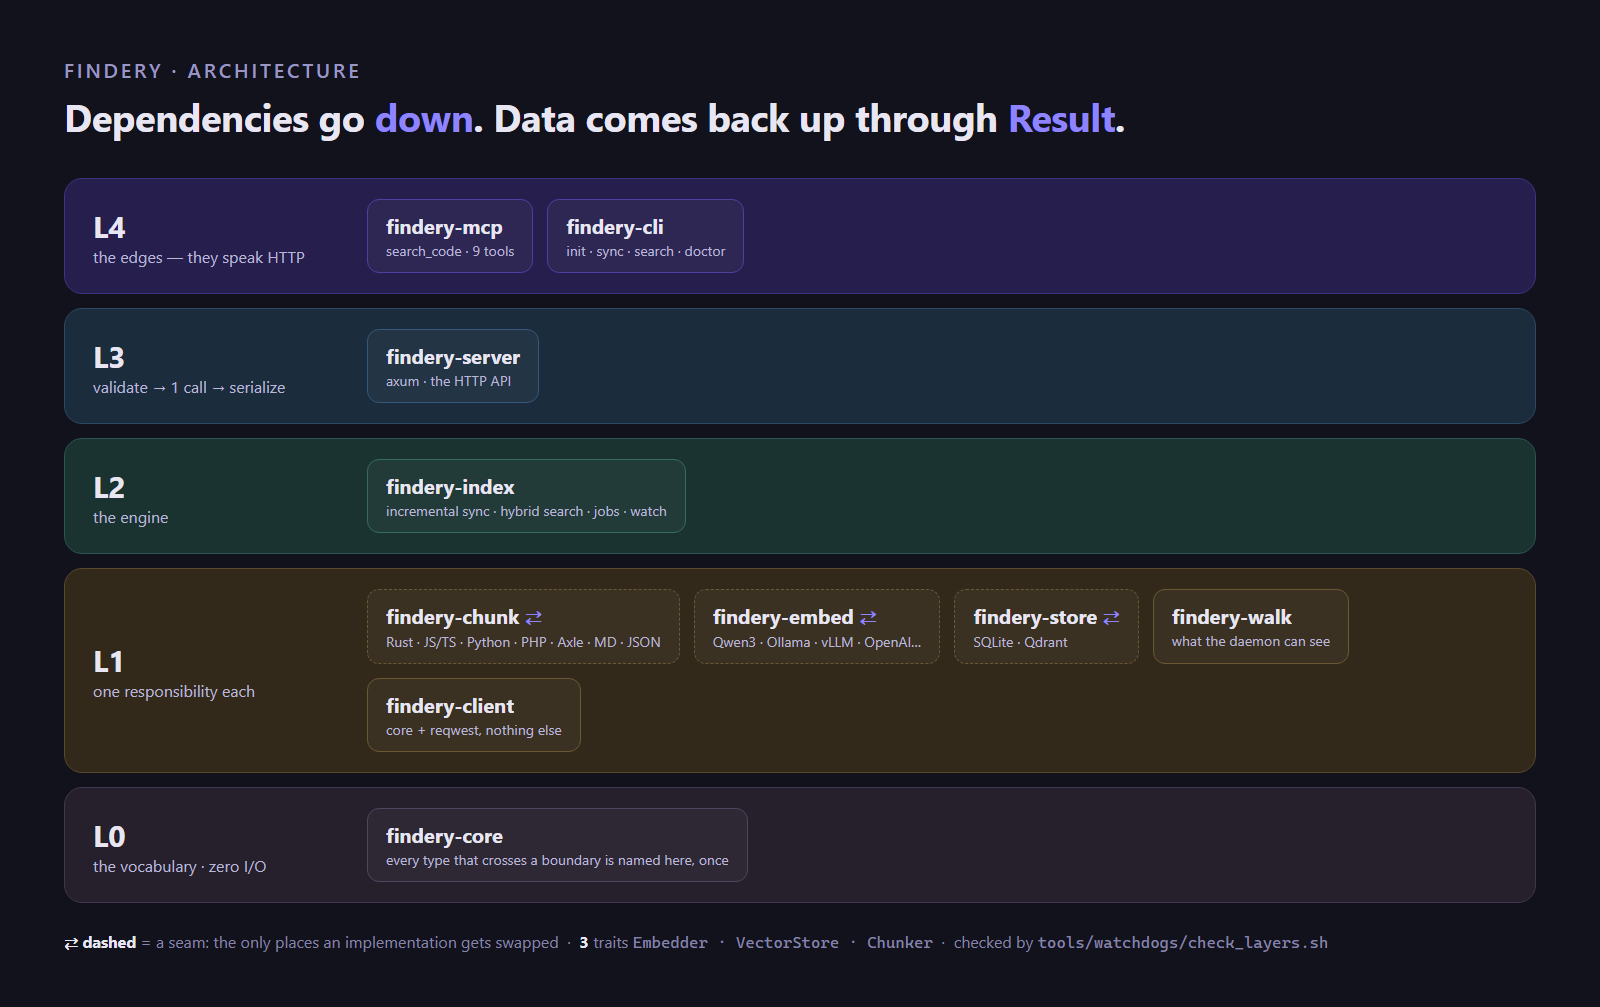 FINDERY · ARCHITECTURE
Dependencies go down. Data comes back up through Result.
L4
the edges — they speak HTTP
findery-mcp
search_code · 9 tools
findery-cli
init · sync · search · doctor
L3
validate → 1 call → serialize
findery-server
axum · the HTTP API
L2
the engine
findery-index
incremental sync · hybrid search · jobs · watch
L1
one responsibility each
findery-chunk ⇄
Rust · JS/TS · Python · PHP · Axle · MD · JSON
findery-embed ⇄
Qwen3 · Ollama · vLLM · OpenAI…
findery-store ⇄
SQLite · Qdrant
findery-walk
what the daemon can see
findery-client
core + reqwest, nothing else
L0
the vocabulary · zero I/O
findery-core
every type that crosses a boundary is named here, once
⇄ dashed = a seam: the only places an implementation gets swapped · 3 traits Embedder · VectorStore · Chunker · checked by tools/watchdogs/check_layers.sh